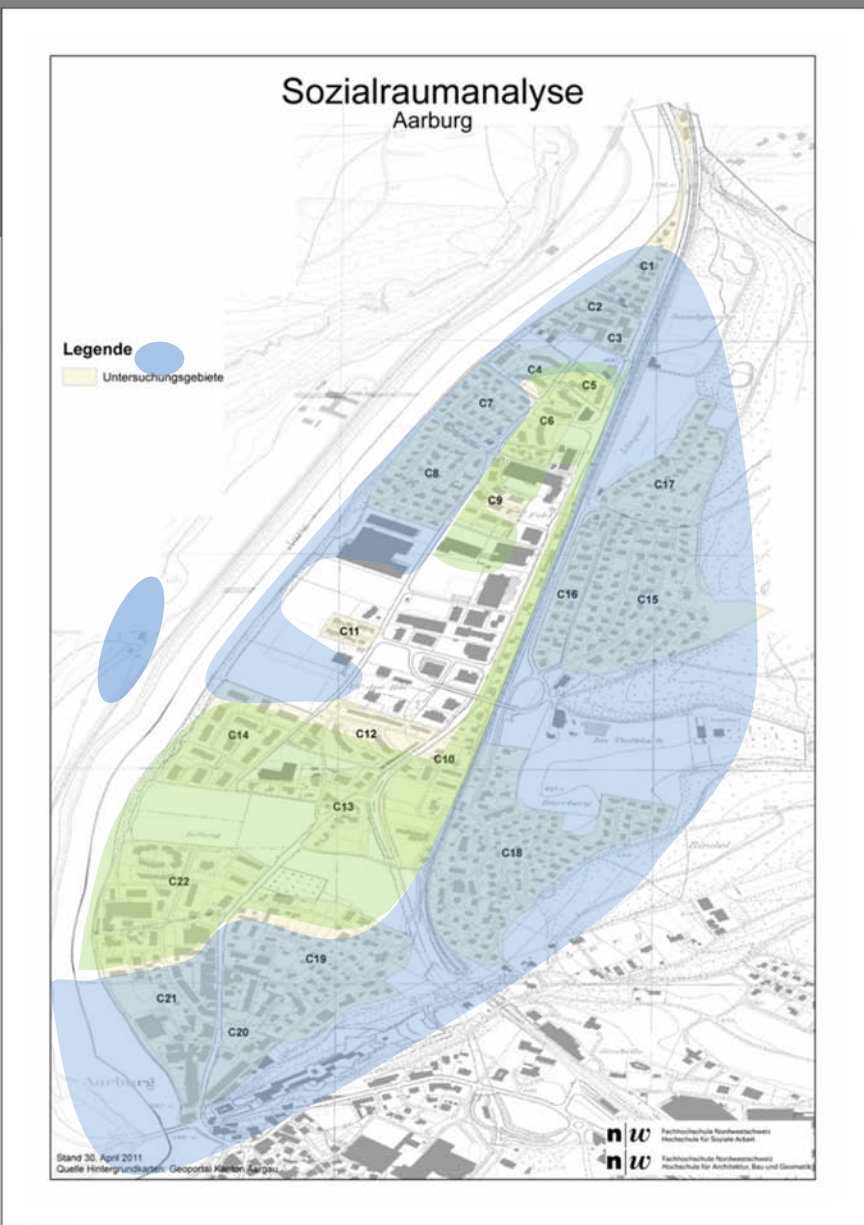 Sozialraumanalyse
Aarburg
Legende
Untersuchungsgebiete
C1
C2
C3
C4
C5
C6
C7
C8
C9
C17
C16
C15
C11
C14
C12
C10
C13
C18
C22
C19
C21
C20
Aarburg
Stand 30. April 2011
Quelle Hintergrundkarten: Geoportal Kanton Aargau
n w Fachhochschule Nordwestschweiz
Hochschule für Soziale Arbeit
n w Fachhochschule Nordwestschweiz
Hochschule für Architektur, Bau und Geomatik